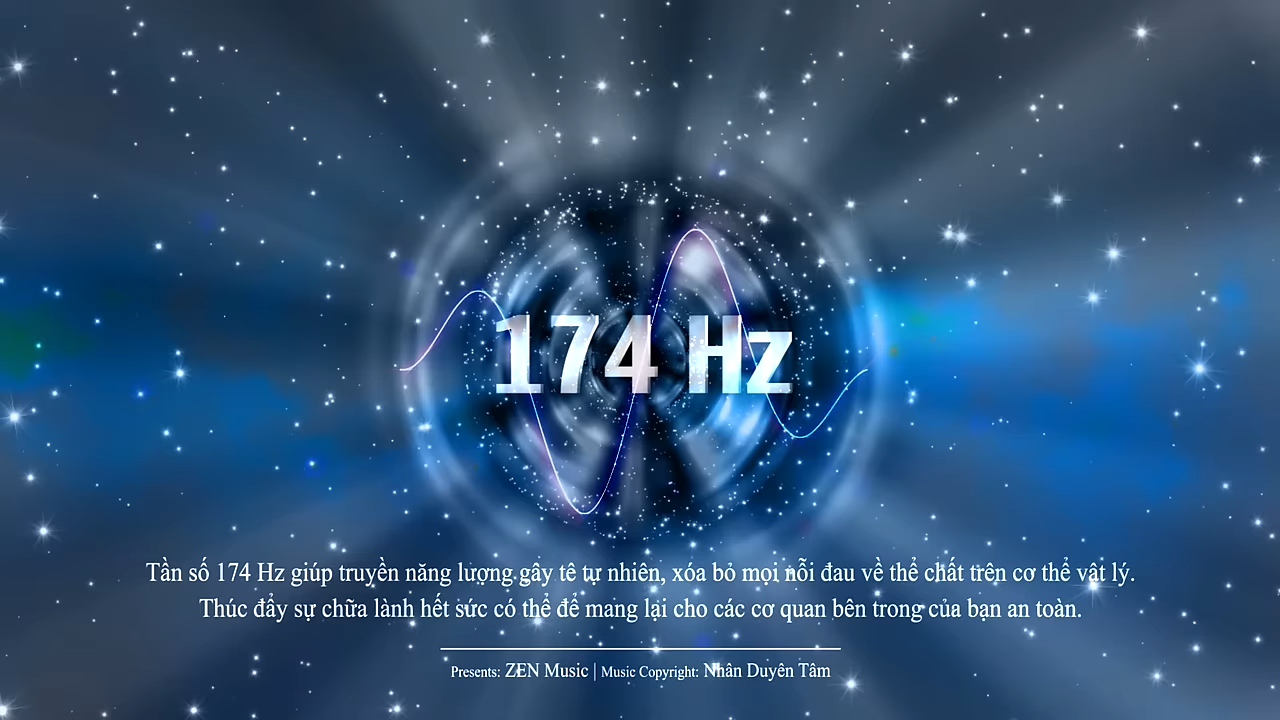 174 Hz
Tần số 174 Hz giúp truyền năng lượng gây tê tự nhiên, xóa bỏ mọi nỗi đau về thể chất trên cơ thể vật lý.
Thúc đẩy sự chữa lành hết sức có thể để mang lại cho các cơ quan bên trong của bạn an toàn.
Presents: ZEN Music | Music Copyright: Nhân Duyên Tâm